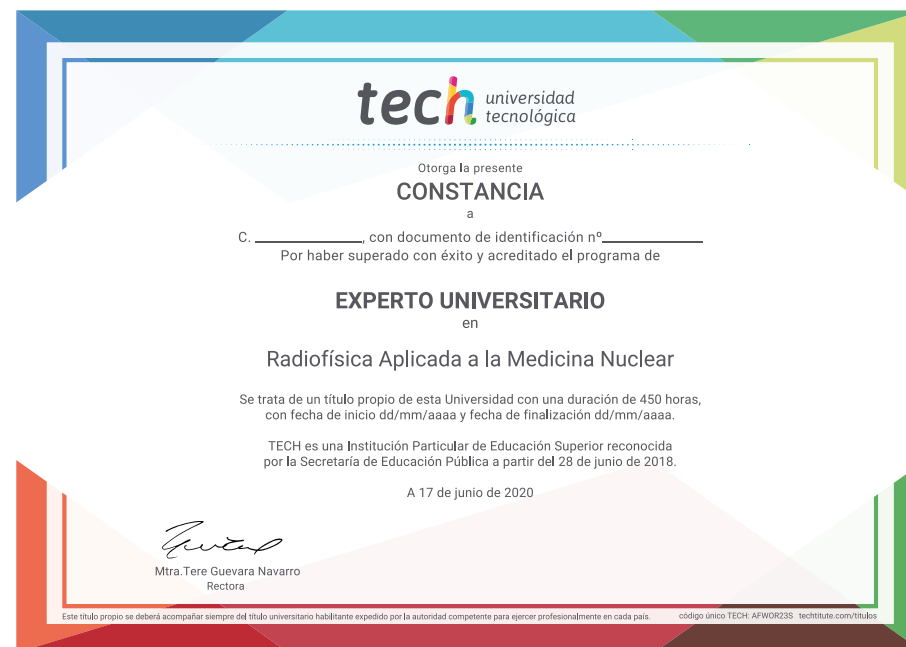 tech universidad
tecnológica
Otorga la presente
CONSTANCIA
a
C. ____________, con documento de identificación nº____________
Por haber superado con éxito y acreditado el programa de
EXPERTO UNIVERSITARIO
en
Radiofísica Aplicada a la Medicina Nuclear
Se trata de un título propio de esta Universidad con una duración de 450 horas,
con fecha de inicio dd/mm/aaaa y fecha de finalización dd/mm/aaaa.
TECH es una Institución Particular de Educación Superior reconocida
por la Secretaría de Educación Pública a partir del 28 de junio de 2018.
A 17 de junio de 2020
Mtra.Tere Guevara Navarro
Rectora
Este título propio se deberá acompañar siempre del título universitario habilitante expedido por la autoridad competente para ejercer profesionalmente en cada país. código único TECH: AFWOR23S techtitute.com/titulos